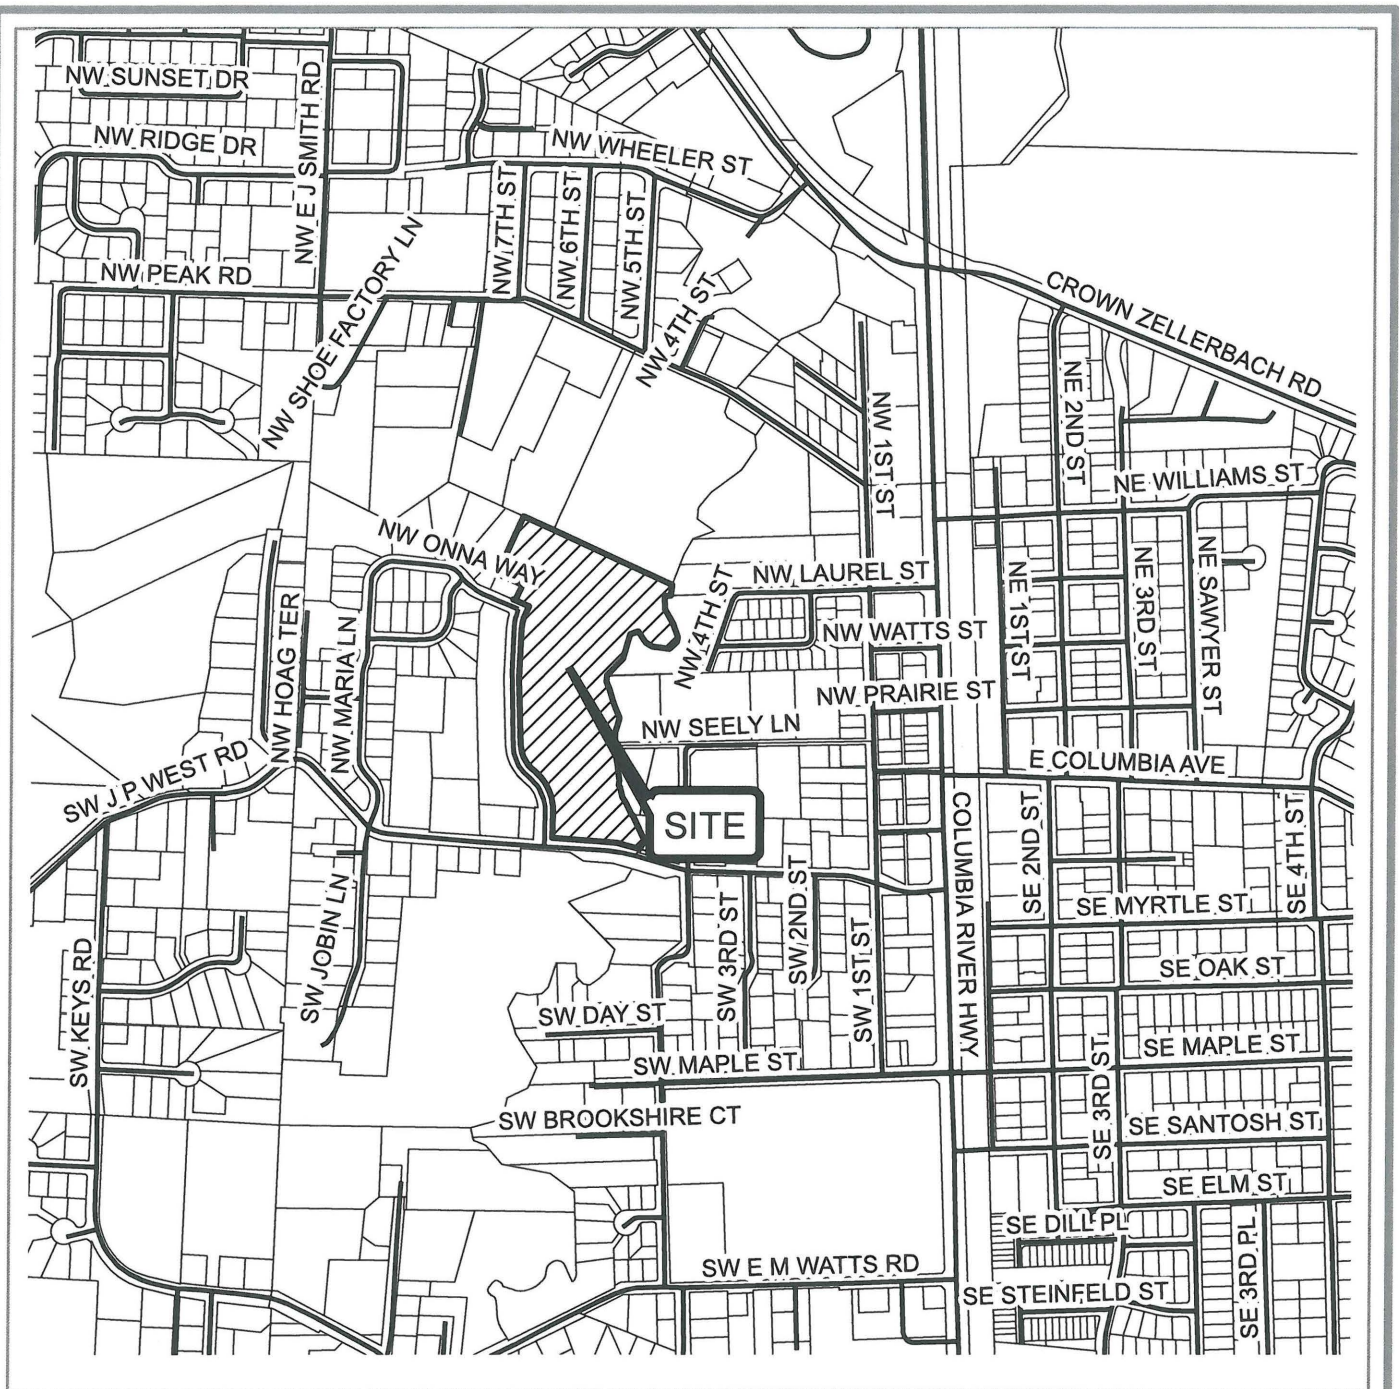 NW SUNSET DR
NW E J SMITH RD
NW RIDGE DR
NW WHEELER ST
NW 7TH ST
NW 6TH ST
NW 5TH ST
NW SHOE FACTORY LN
NW PEAK RD
NW 4TH ST
CROWN ZELLERBACH RD
NE 2ND ST
NW 1ST ST
NE WILLIAMS ST
NW ONNA WAY
NW LAUREL ST
NW 4TH ST
NE 1ST ST
NE 3RD ST
NE SAWYER ST
NW HOAG TER
NW MARIA LN
NW WATTS ST
NW PRAIRIE ST
NW SEELY LN
E COLUMBIA AVE
SW J P WEST RD
SITE
COLUMBIA RIVER HWY
SE 2ND ST
SE 4TH ST
SW JOBIN LN
SW 3RD ST
SW 2ND ST
SW 1ST ST
SE MYRTLE ST
SW KEYS RD
SE OAK ST
SW DAY ST
SE MAPLE ST
SW MAPLE ST
SE 3RD ST
SW BROOKSHIRE CT
SE SANTOSH ST
SE ELM ST
SE DILL PL
SW E M WATTS RD
SE 3RD PL
SE STEINFELD ST